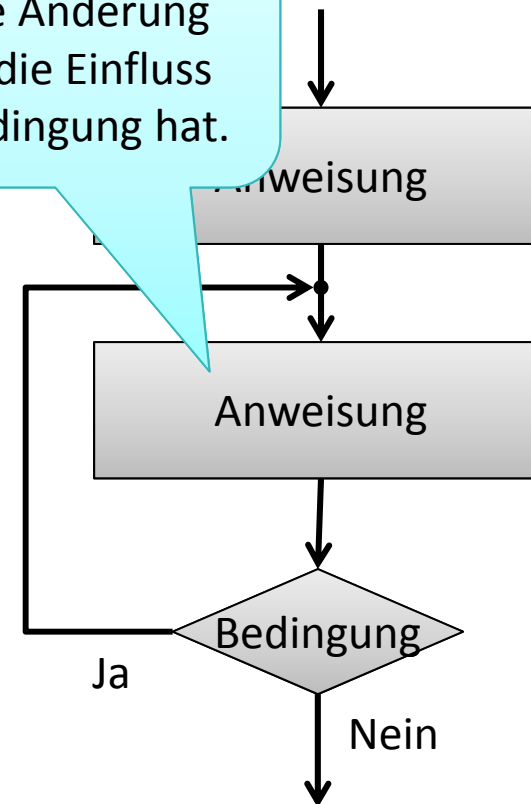 e Änderung
die Einfluss
dingung hat.
Anweisung
Anweisung
Bedingung
Ja
Nein